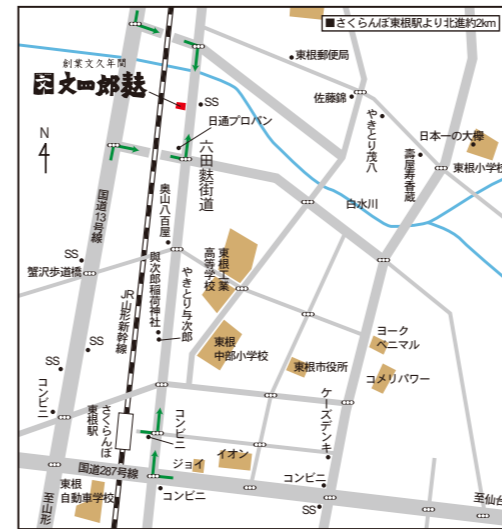 ■さくらんぼ東根駅より北進約2km
創業文久年間
文四郎麩
SS
東根郵便局
佐藤錦
やきとり茂八
日本一の大欅
東根小学校
壽屋寿香蔵
日通プロパン
六田麩街道
N
4
白水川
国道13号線
奥山八百屋
東根工業
高等学校
SS
蟹沢歩道橋
與次郎稲荷神社
やきとり与次郎
JR山形新幹線
東根
中部小学校
ヨーク
ベニマル
東根市役所
コメリパワー
SS
SS
コンビニ
さくらんぼ
東根駅
コンビニ
ケーズデンキ
ジョイ
イオン
国道287号線
コンビニ
コンビニ
SS
至仙台
至山形
東根
自動車学校